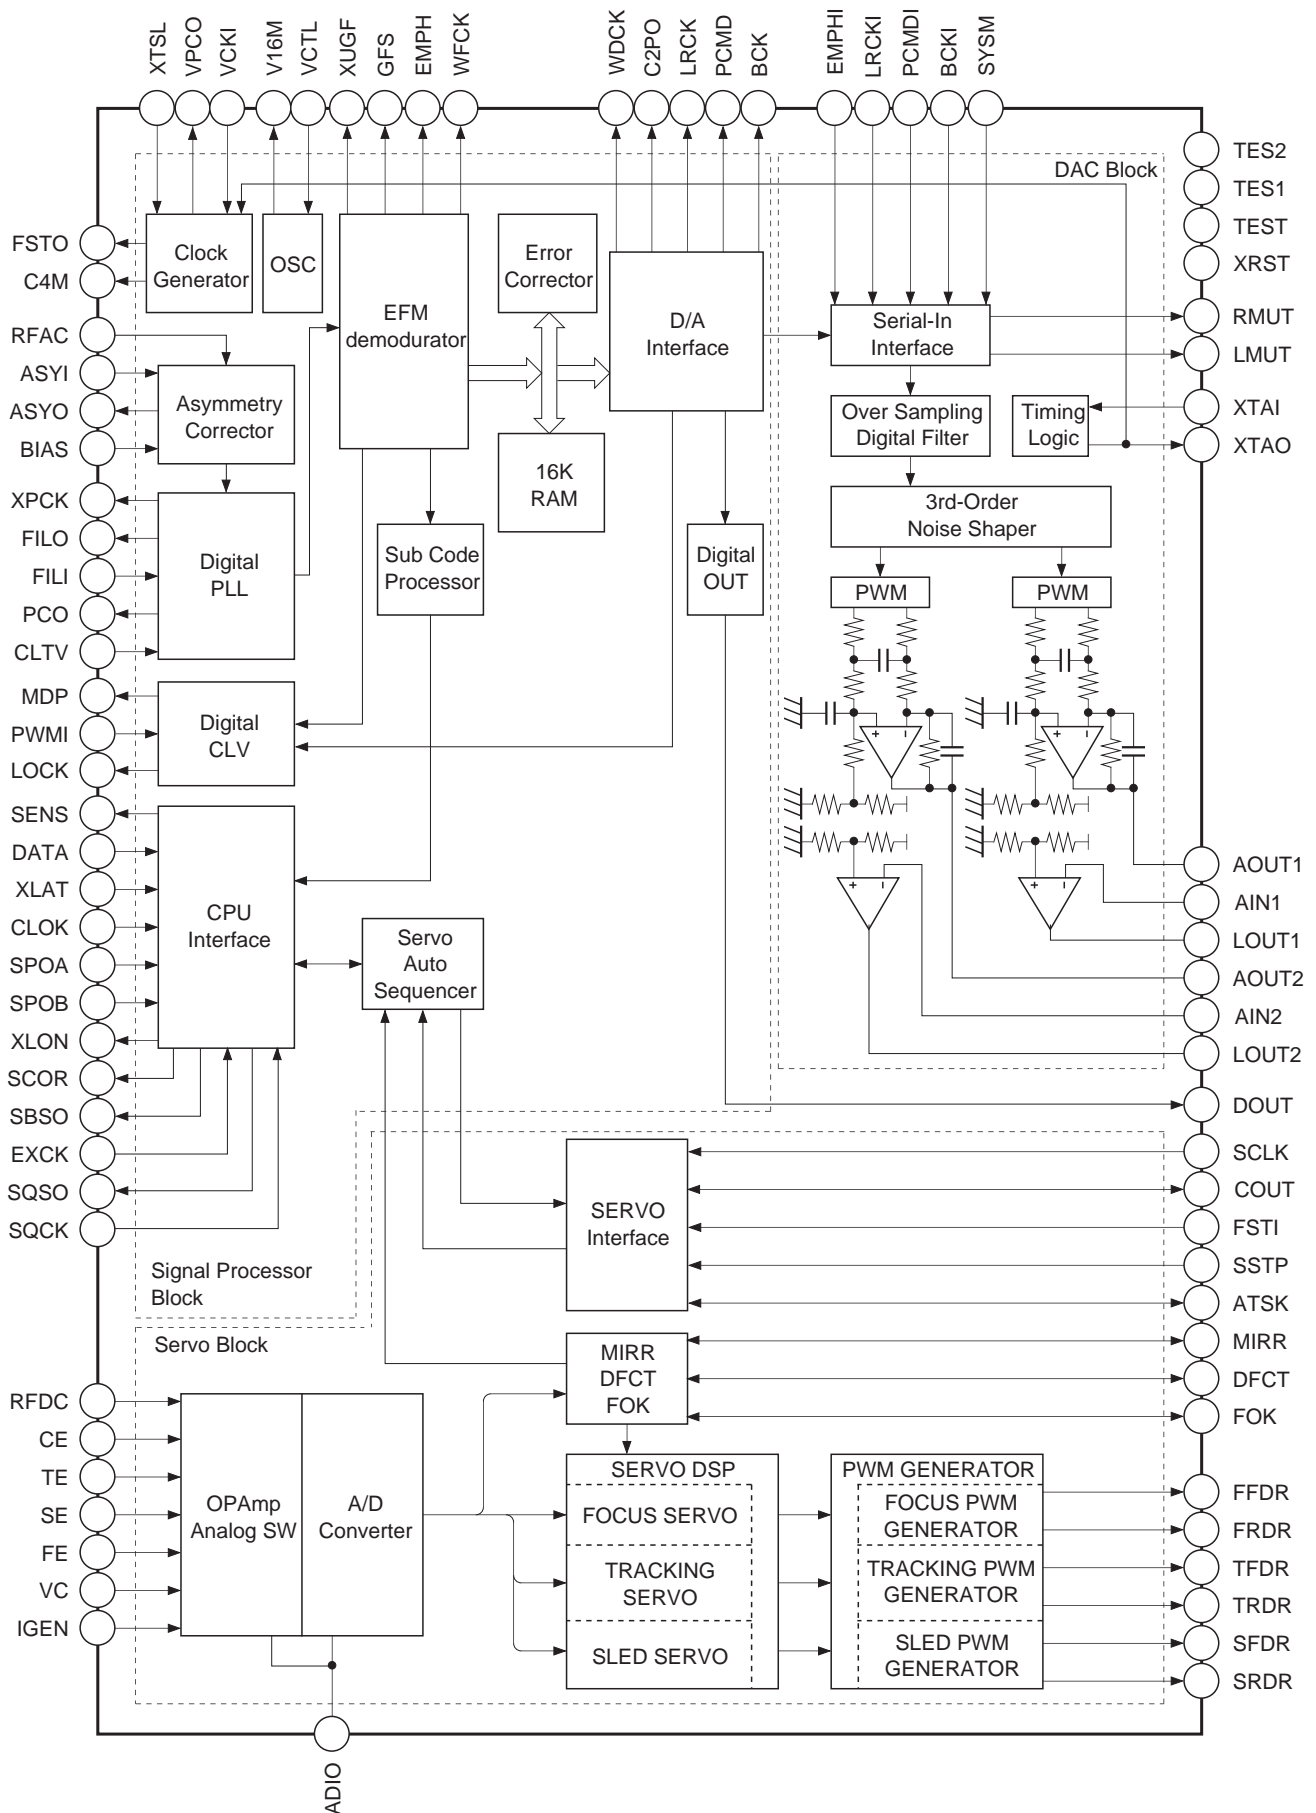 XTSL
VPCO
VCKI
V16M
VCTL
XUGF
GFS
EMPH
WFCK
WDCK
C2PO
LRCK
PCMD
BCK
EMPHI
LRCKI
PCMDI
BCKI
SYSM
FSTO
C4M
RFAC
ASYI
ASYO
BIAS
XPCK
FILO
FILI
PCO
CLTV
MDP
PWMI
LOCK
SENS
DATA
XLAT
CLOK
SPOA
SPOB
XLON
SCOR
SBSO
EXCK
SQSO
SQCK
RFDC
CE
TE
SE
FE
VC
IGEN
Clock
Generator
OSC
EFM
demodurator
Error
Corrector
D/A
Interface
16K
RAM
Asymmetry
Corrector
Digital
PLL
Sub Code
Processor
Digital
OUT
Digital
CLV
CPU
Interface
Servo
Auto
Sequencer
Signal Processor
Block
DAC Block
Serial-In
Interface
Over Sampling
Digital Filter
Timing
Logic
3rd-Order
Noise Shaper
PWM
PWM
+ −
+ −
+ −
+ −
Servo Block
SERVO
Interface
MIRR
DFCT
FOK
OPAmp
Analog SW
A/D
Converter
SERVO DSP
FOCUS SERVO
TRACKING
SERVO
SLED SERVO
PWM GENERATOR
FOCUS PWM
GENERATOR
TRACKING PWM
GENERATOR
SLED PWM
GENERATOR
TES2
TES1
TEST
XRST
RMUT
LMUT
XTAI
XTAO
AOUT1
AIN1
LOUT1
AOUT2
AIN2
LOUT2
DOUT
SCLK
COUT
FSTI
SSTP
ATSK
MIRR
DFCT
FOK
FFDR
FRDR
TFDR
TRDR
SFDR
SRDR
ADIO